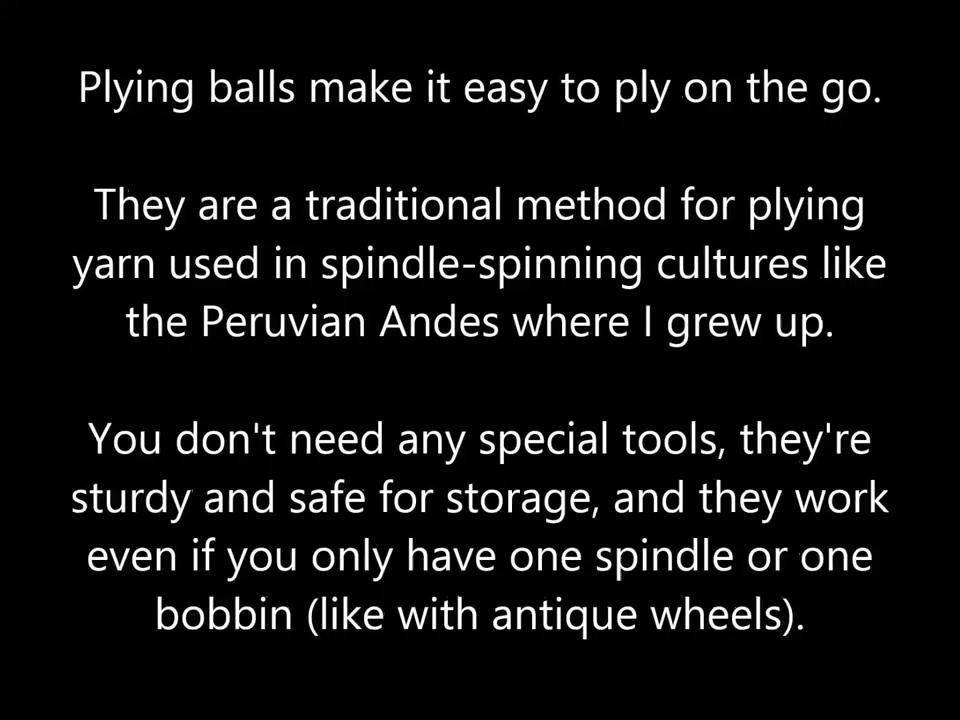 Plying balls make it easy to ply on the go.
They are a traditional method for plying
yarn used in spindle-spinning cultures like
the Peruvian Andes where I grew up.
You don't need any special tools, they're
sturdy and safe for storage, and they work
even if you only have one spindle or one
bobbin (like with antique wheels).